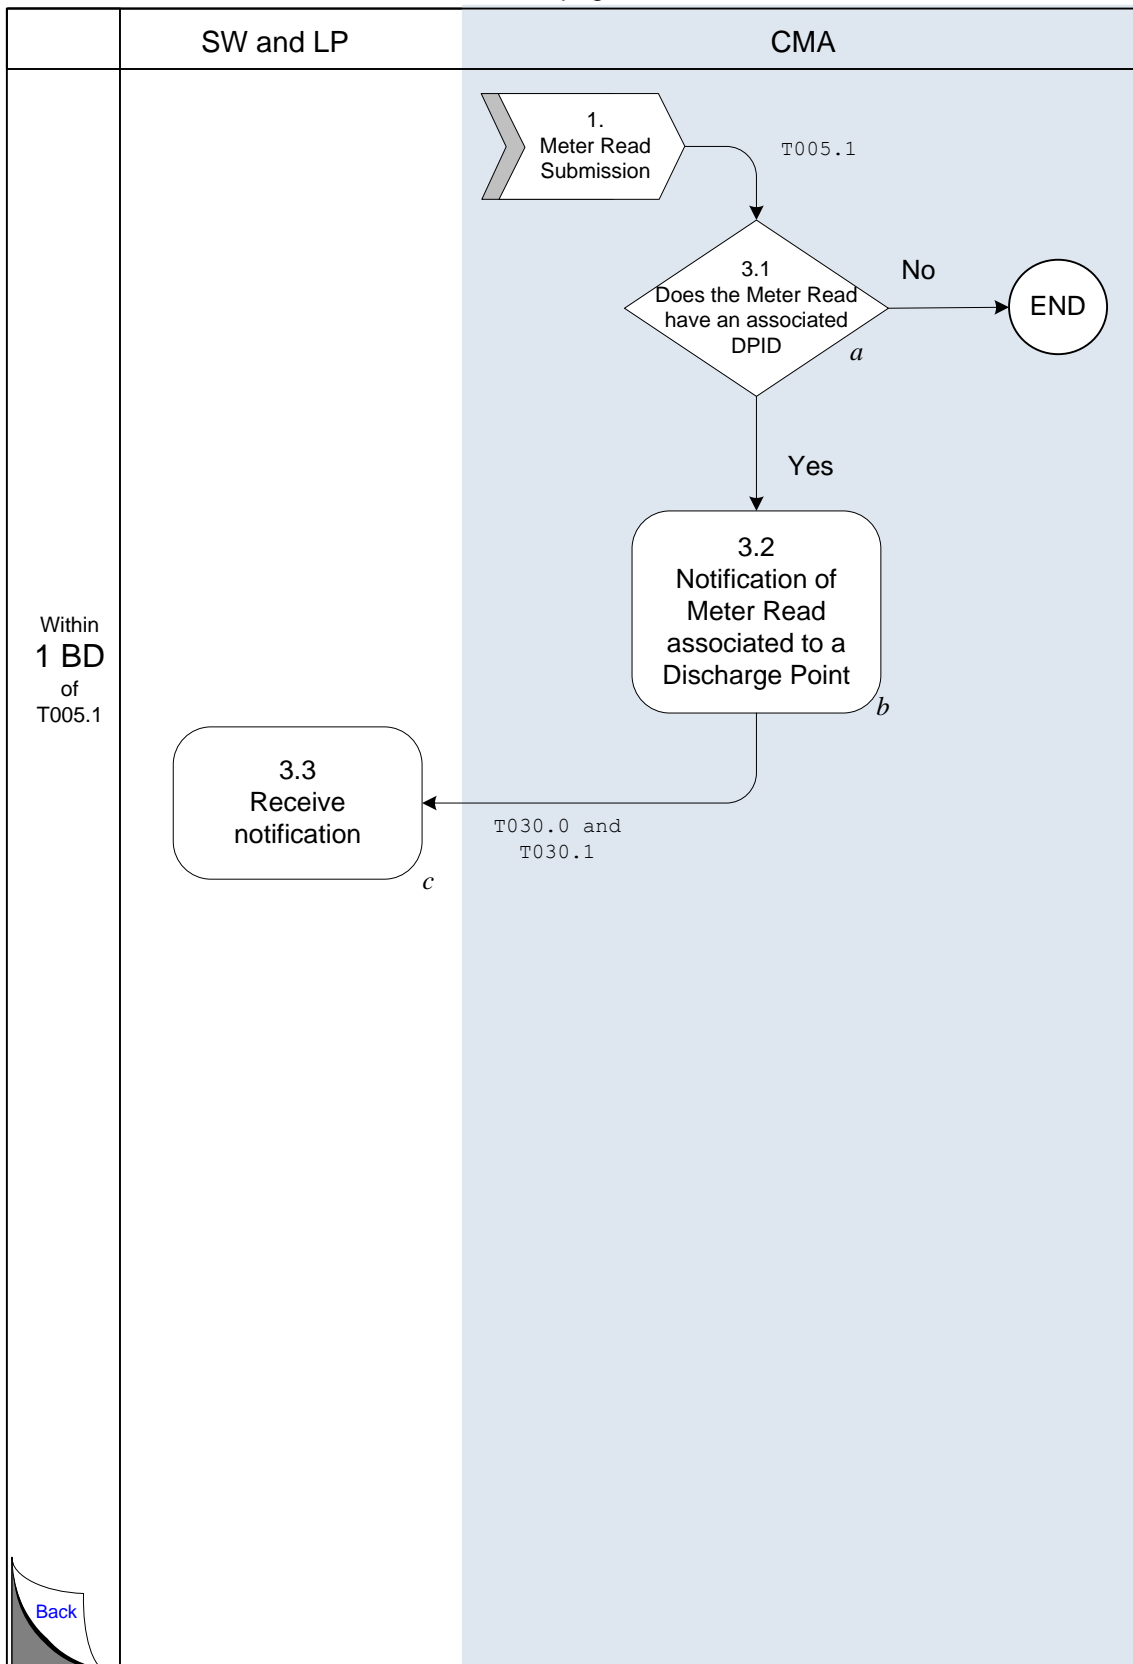 SW and LP
CMA
1.
Meter Read
Submission
T005.1
3.1
Does the Meter Read
have an associated
DPID
a
No
END
Yes
3.2
Notification of
Meter Read
associated to a
Discharge Point
b
Within
1 BD
of
T005.1
3.3
Receive
notification
c
T030.0 and
T030.1
Back